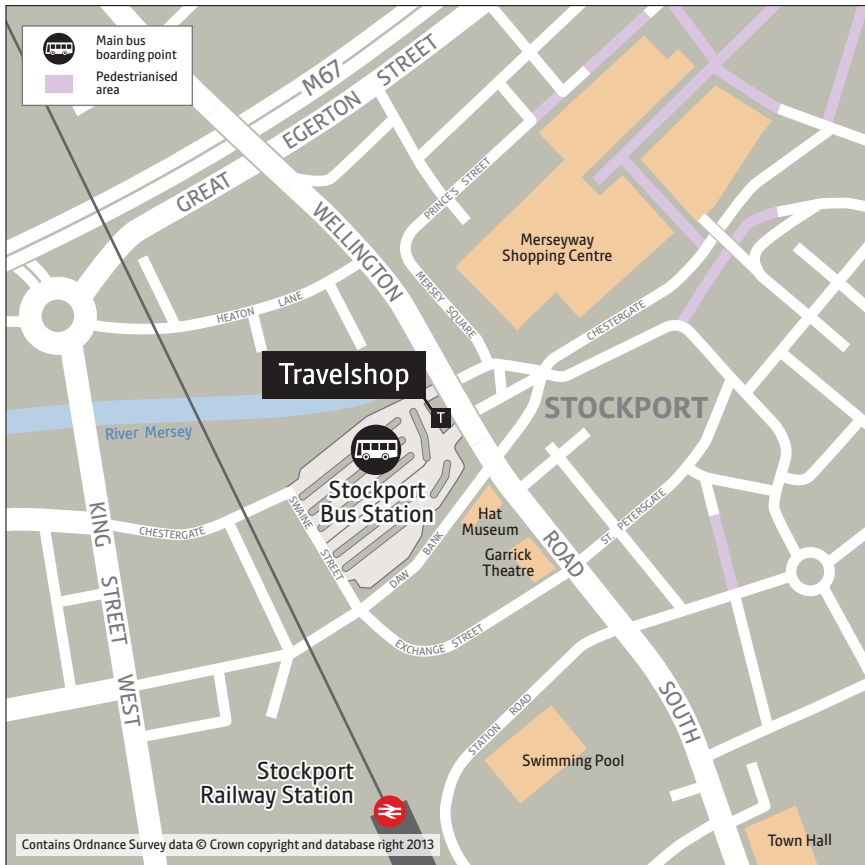 Main bus
boarding point
Pedestrianised
area
M67
GREAT EGERTON STREET
WELLINGTON ROAD SOUTH
PRINCE'S STREET
MERSEY SQUARE
Merseyway
Shopping Centre
CHESTERGATE
HEATON LANE
Travelshop
T
STOCKPORT
River Mersey
Stockport
Bus Station
KING STREET WEST
CHESTERGATE
SWAINE STREET
DAW BANK
Hat
Museum
Garrick
Theatre
ST. PETERSGATE
EXCHANGE STREET
STATION ROAD
Swimming Pool
Stockport
Railway Station
Town Hall
Contains Ordnance Survey data © Crown copyright and database right 2013